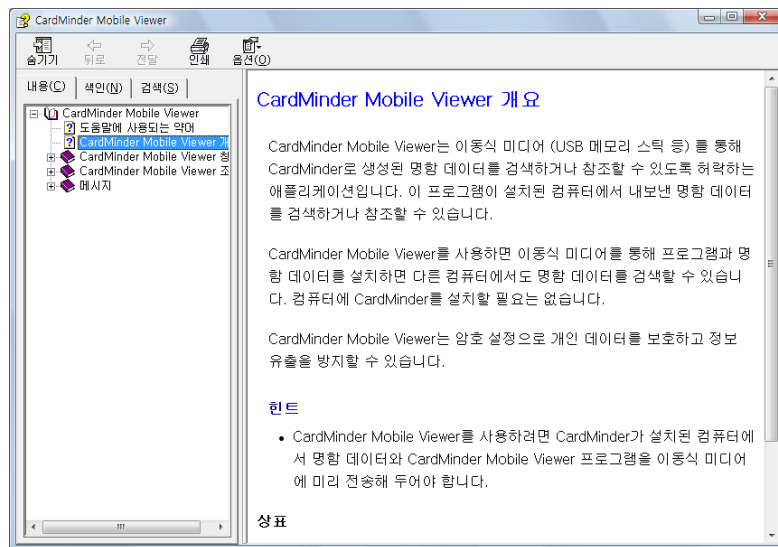 CardMinder Mobile Viewer
숨기기 뒤로 전달 인쇄 옵션(O)
내용(C) 색인(N) 검색(S)
CardMinder Mobile Viewer
도움말에 사용되는 약어
CardMinder Mobile Viewer 개
CardMinder Mobile Viewer 창
CardMinder Mobile Viewer 조
메시지
CardMinder Mobile Viewer 개요
CardMinder Mobile Viewer는 이동식 미디어 (USB 메모리 스틱 등) 를 통해
CardMinder로 생성된 명함 데이터를 검색하거나 참조할 수 있도록 허락하는
애플리케이션입니다. 이 프로그램이 설치된 컴퓨터에서 내보낸 명함 데이터
를 검색하거나 참조할 수 있습니다.
CardMinder Mobile Viewer를 사용하면 이동식 미디어를 통해 프로그램과 명
함 데이터를 설치하면 다른 컴퓨터에서도 명함 데이터를 검색할 수 있습니
다. 컴퓨터에 CardMinder를 설치할 필요는 없습니다.
CardMinder Mobile Viewer는 암호 설정으로 개인 데이터를 보호하고 정보
유출을 방지할 수 있습니다.
힌트
• CardMinder Mobile Viewer를 사용하려면 CardMinder가 설치된 컴퓨터에
서 명함 데이터와 CardMinder Mobile Viewer 프로그램을 이동식 미디어
에 미리 전송해 두어야 합니다.
상표